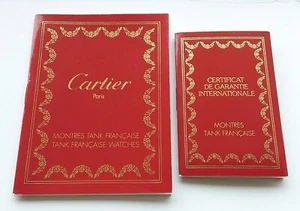 Cartier
Paris
MONTRES TANK FRANÇAISE
TANK FRANÇAISE WATCHES
CERTIFICAT
DE GARANTIE
INTERNATIONALE
MONTRES
TANK FRANÇAISE